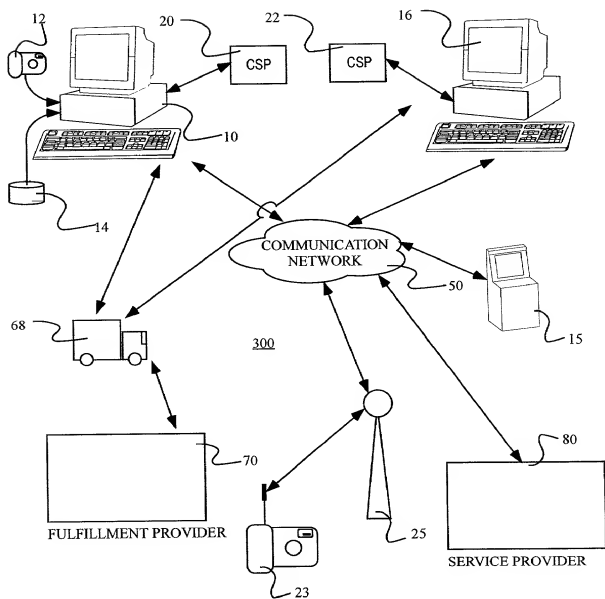 12
20
CSP
22
CSP
16
10
14
COMMUNICATION
NETWORK
50
68
300
15
70
80
FULFILLMENT PROVIDER
25
23
SERVICE PROVIDER